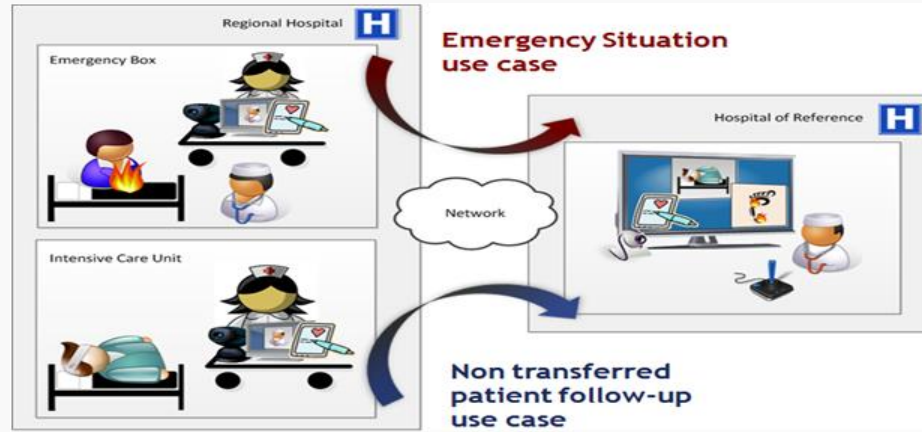 Regional Hospital
H
Emergency Box
Emergency Situation
use case
Hospital of Reference
H
Network
Intensive Care Unit
Non transferred
patient follow-up
use case